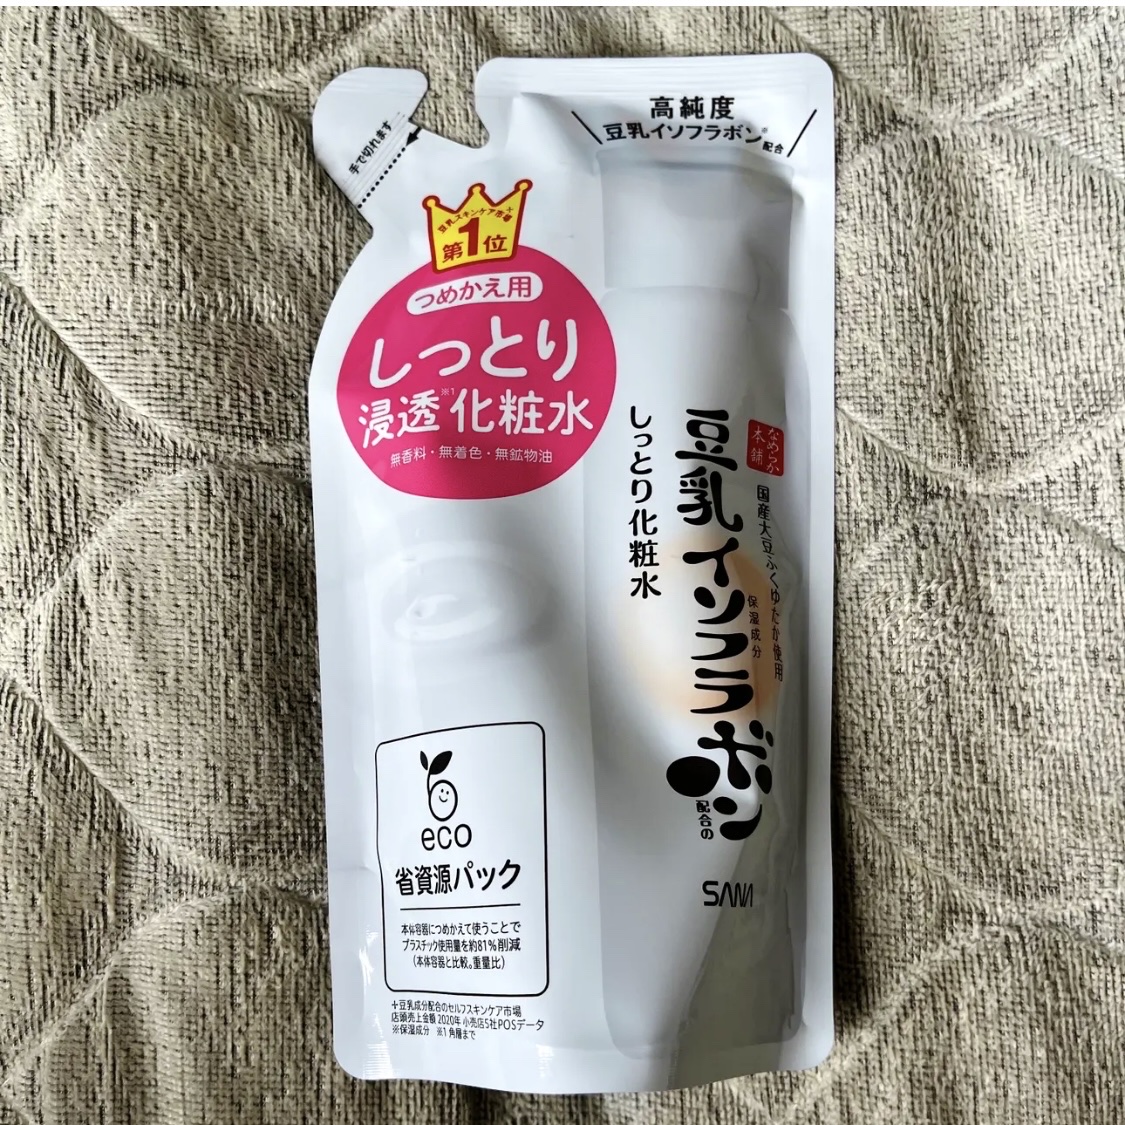 高純度
豆乳イソフラボン※配合
手で切れます
豆乳スキンケア市場＋
第1位
つめかえ用
しっとり
浸透※1化粧水
無香料・無着色・無鉱物油
なめらか
本舗
国産大豆ふくゆたか使用
保湿成分
豆乳イソフラボン
配合の
しっとり化粧水
SANA
eco
省資源パック
本体容器につめかえて使うことで
プラスチック使用量を約81％削減
（本体容器と比較。重量比）
＋豆乳成分配合のセルフスキンケア市場
店頭売上金額 2020年 小売店5社POSデータ
※保湿成分 ※1 角層まで